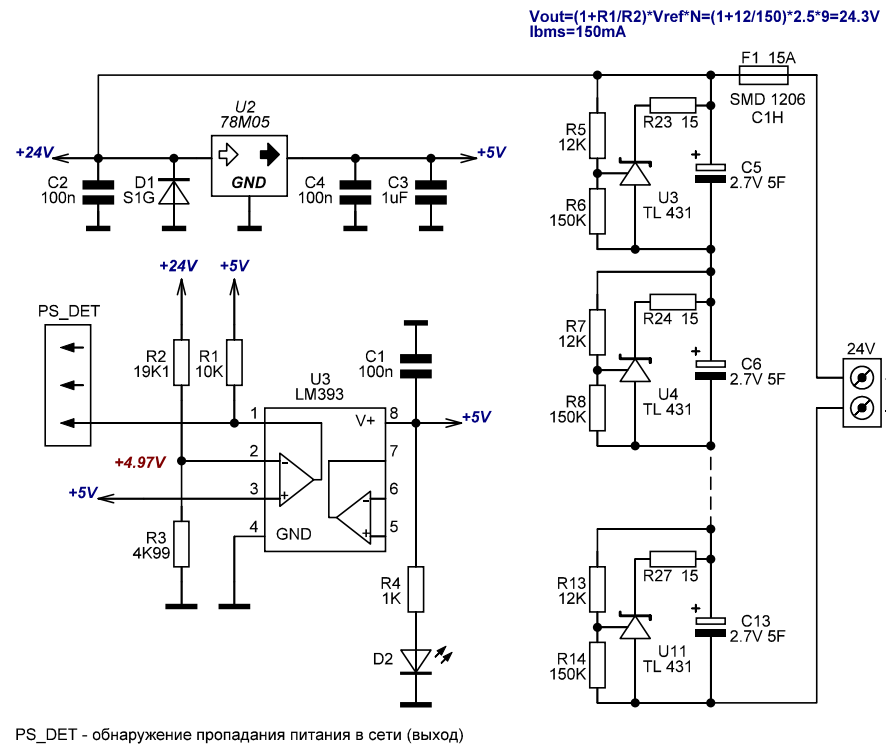 Vout=(1+R1/R2)*Vref*N=(1+12/150)*2.5*9=24.3V
Ibms=150mA
F1 15A
SMD 1206
C1H
U2
78M05
+24V
+5V
GND
C2
100n
D1
S1G
C4
100n
C3
1uF
R5
12K
R23 15
+
C5
2.7V 5F
R6
150K
U3
TL 431
+24V
+5V
PS_DET
R2
19K1
R1
10K
C1
100n
U3
LM393
1
V+
8
+5V
+4.97V
2
-
7
+5V
3
+
-
6
4
GND
+
5
R3
4K99
R4
1K
D2
R7
12K
R24 15
+
C6
2.7V 5F
R8
150K
U4
TL 431
24V
R13
12K
R27 15
+
C13
2.7V 5F
R14
150K
U11
TL 431
PS_DET - обнаружение пропадания питания в сети (выход)